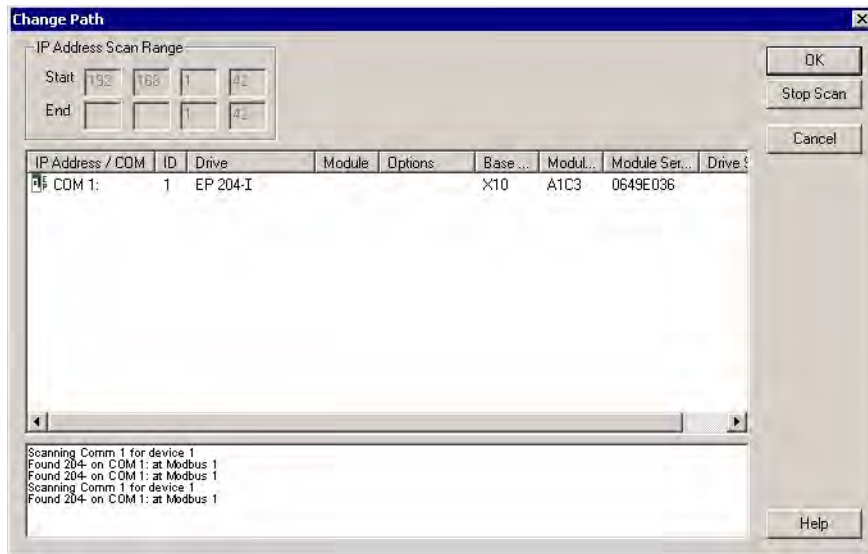 Change Path
IP Address Scan Range
Start 192 168 1 42
End 1 42
OK
Stop Scan
Cancel
IP Address / COM ID Drive Module Options Base ... Modul... Module Ser... Drive S
COM 1: 1 EP 204-I X10 A1C3 0649E036
Scanning Comm 1 for device 1
Found 204- on COM 1: at Modbus 1
Found 204- on COM 1: at Modbus 1
Scanning Comm 1 for device 1
Found 204- on COM 1: at Modbus 1
Help